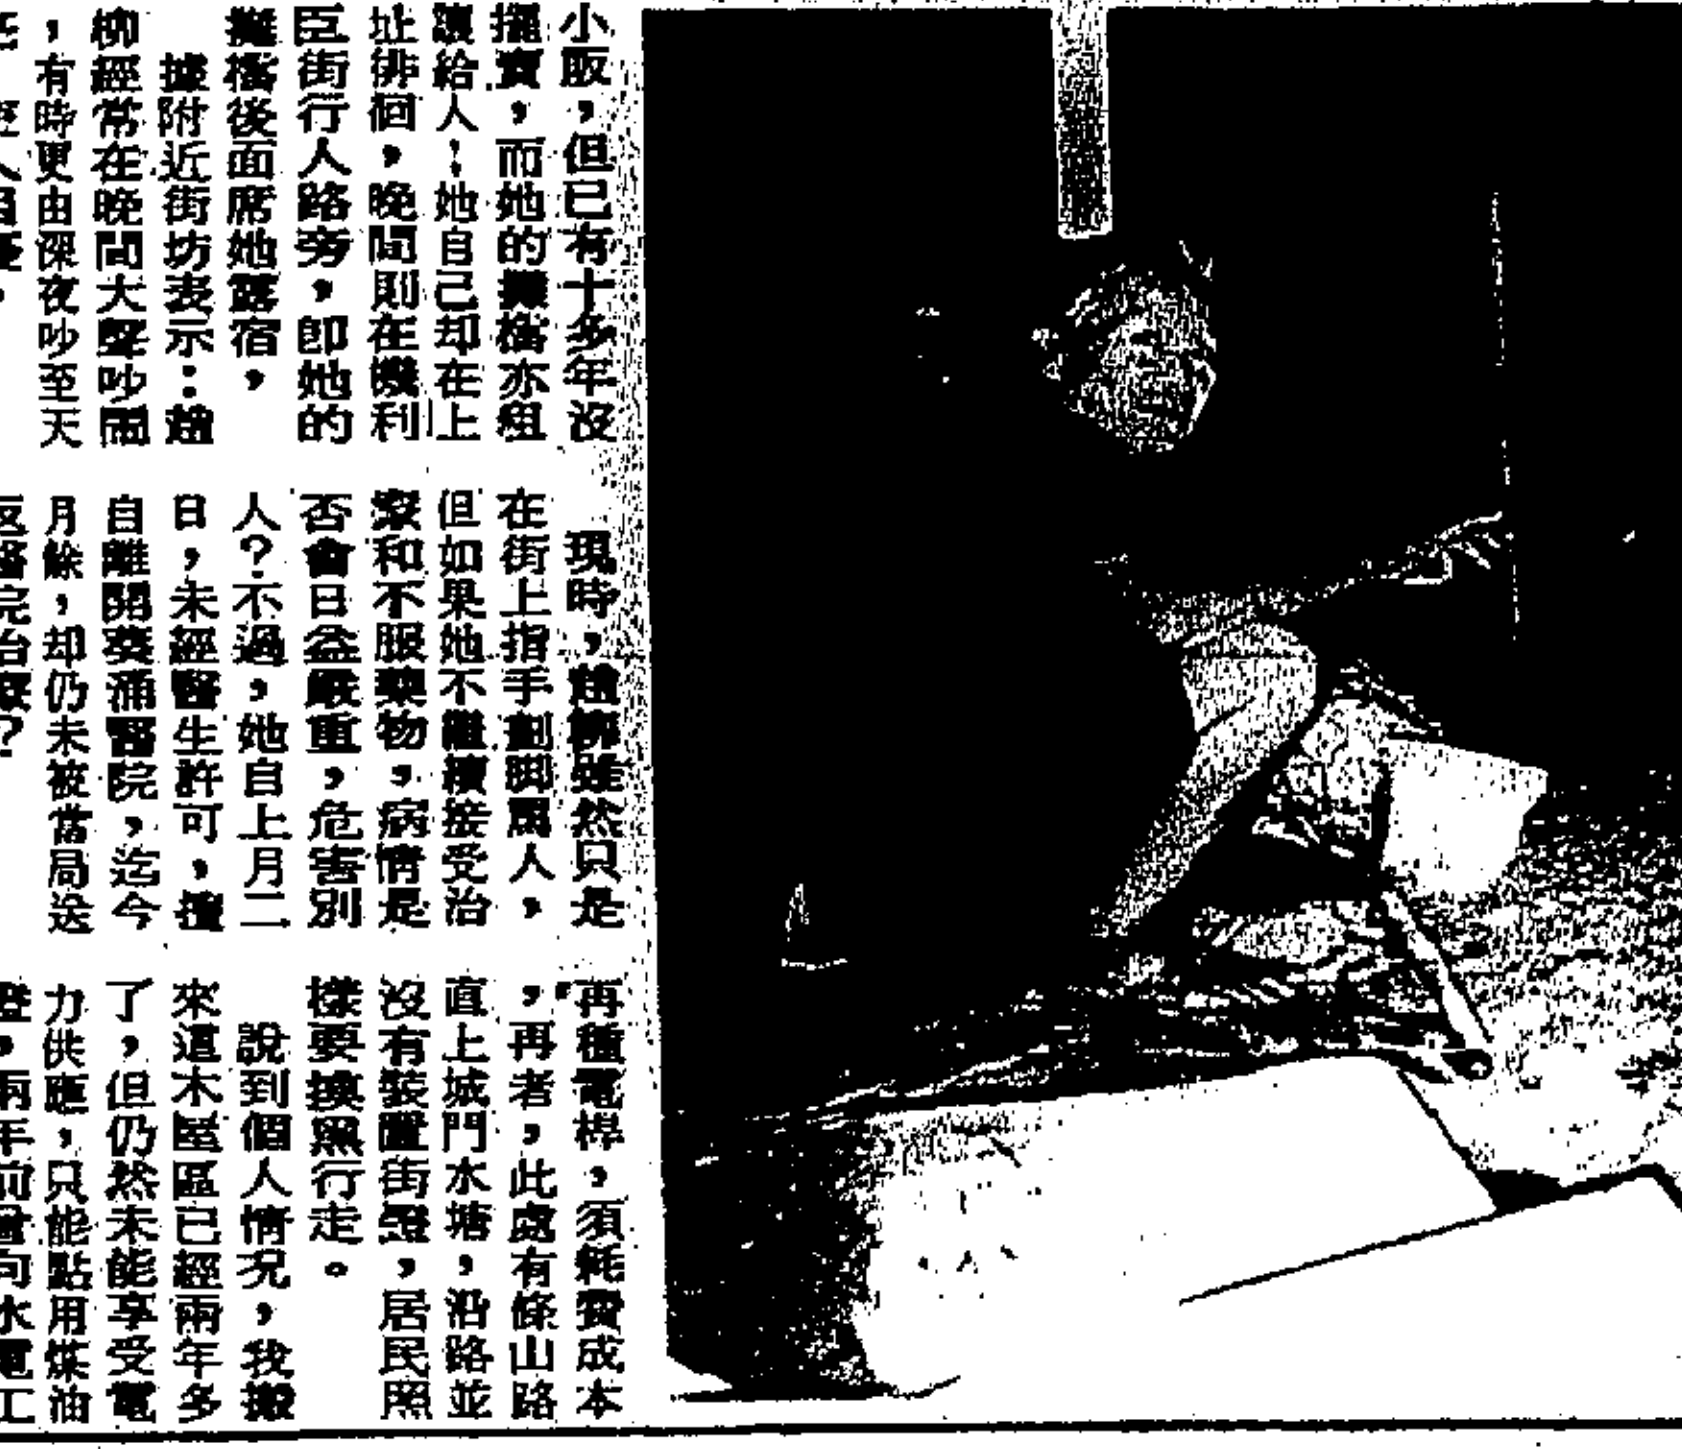 小販，但已有十多年沒
擺賣，而她的攤檔亦租
讓給人；她自己却在上
址徘徊，晚間則在機利
臣街行人路旁，卽她的
攤檔後面席地露宿，
據附近街坊表示：趙
柳經常在晚間大聲吵鬧
，有時更由深夜吵至天
現時，趙柳雖然只是
在街上指手劃脚罵人，
但如果她不繼續接受治
療和不服藥物，病情是
否會日益嚴重，危害別
人？不過，她自上月二
日，未經醫生許可，擅
自離開葵涌醫院，迄今
月餘，却仍未被當局送
返醫院治療？
再種電桿，須耗費成本
，再者，此處有條山路
直上城門水塘，沿路並
沒有裝置街燈，居民照
樣要摸黑行走。
說到個人情况，我搬
來這木屋區已經兩年多
了，但仍然未能享受電
力供應，只能點用煤油
燈，兩年前曾向水電工